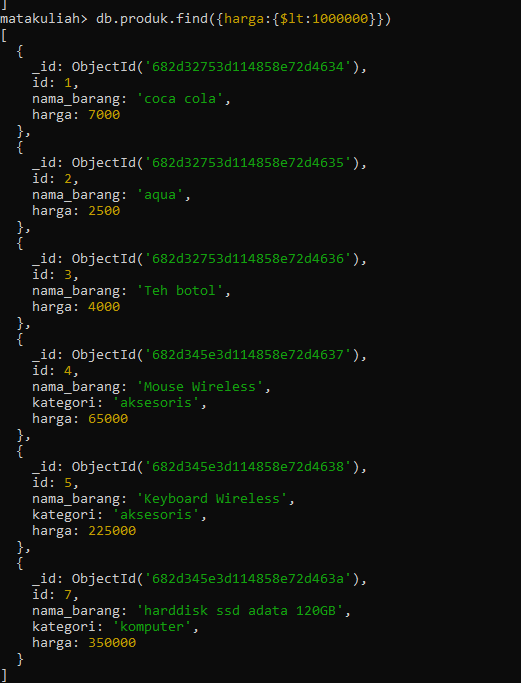 ]
matakuliah> db.produk.find({harga:{$lt:1000000}})
[
  {
    _id: ObjectId('682d32753d114858e72d4634'),
    id: 1,
    nama_barang: 'coca cola',
    harga: 7000
  },
  {
    _id: ObjectId('682d32753d114858e72d4635'),
    id: 2,
    nama_barang: 'aqua',
    harga: 2500
  },
  {
    _id: ObjectId('682d32753d114858e72d4636'),
    id: 3,
    nama_barang: 'Teh botol',
    harga: 4000
  },
  {
    _id: ObjectId('682d345e3d114858e72d4637'),
    id: 4,
    nama_barang: 'Mouse Wireless',
    kategori: 'aksesoris',
    harga: 65000
  },
  {
    _id: ObjectId('682d345e3d114858e72d4638'),
    id: 5,
    nama_barang: 'Keyboard Wireless',
    kategori: 'aksesoris',
    harga: 225000
  },
  {
    _id: ObjectId('682d345e3d114858e72d463a'),
    id: 7,
    nama_barang: 'harddisk ssd adata 120GB',
    kategori: 'komputer',
    harga: 350000
  }
]